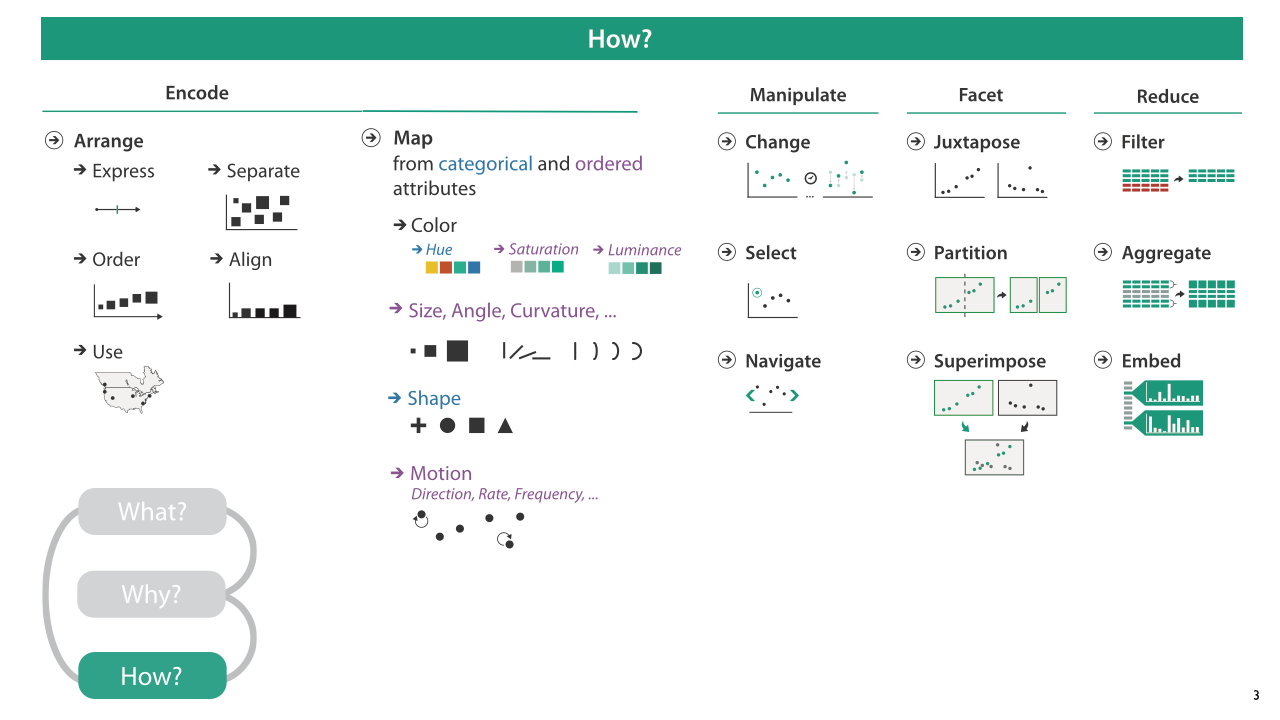 How?
Encode
Arrange
Express
Separate
Order
Align
Use
Map
from categorical and ordered
attributes
Color
Hue
Saturation
Luminance
Size, Angle, Curvature, ...
Shape
Motion
Direction, Rate, Frequency, ...
Manipulate
Change
...
Select
Navigate
Facet
Juxtapose
Partition
Superimpose
Reduce
Filter
Aggregate
Embed
What?
Why?
How?
3